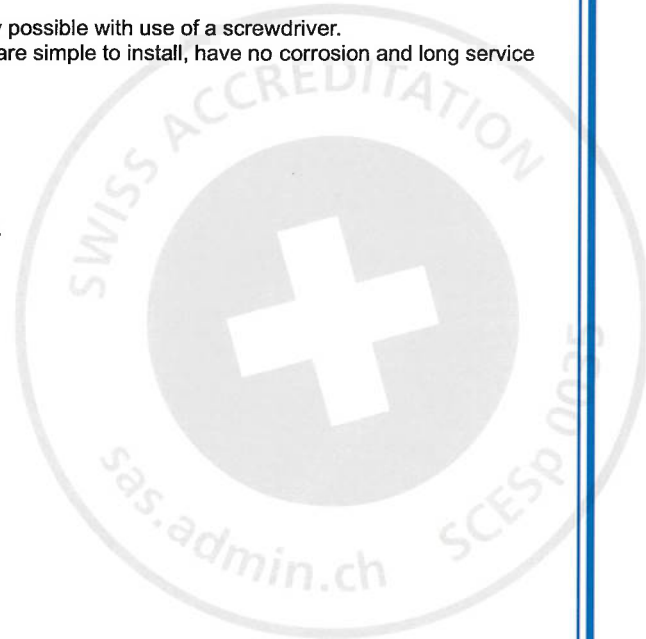 possible with use of a screwdriver.
are simple to install, have no corrosion and long service
SWISS ACCREDITATION
sas.admin.ch
SCESp 0035